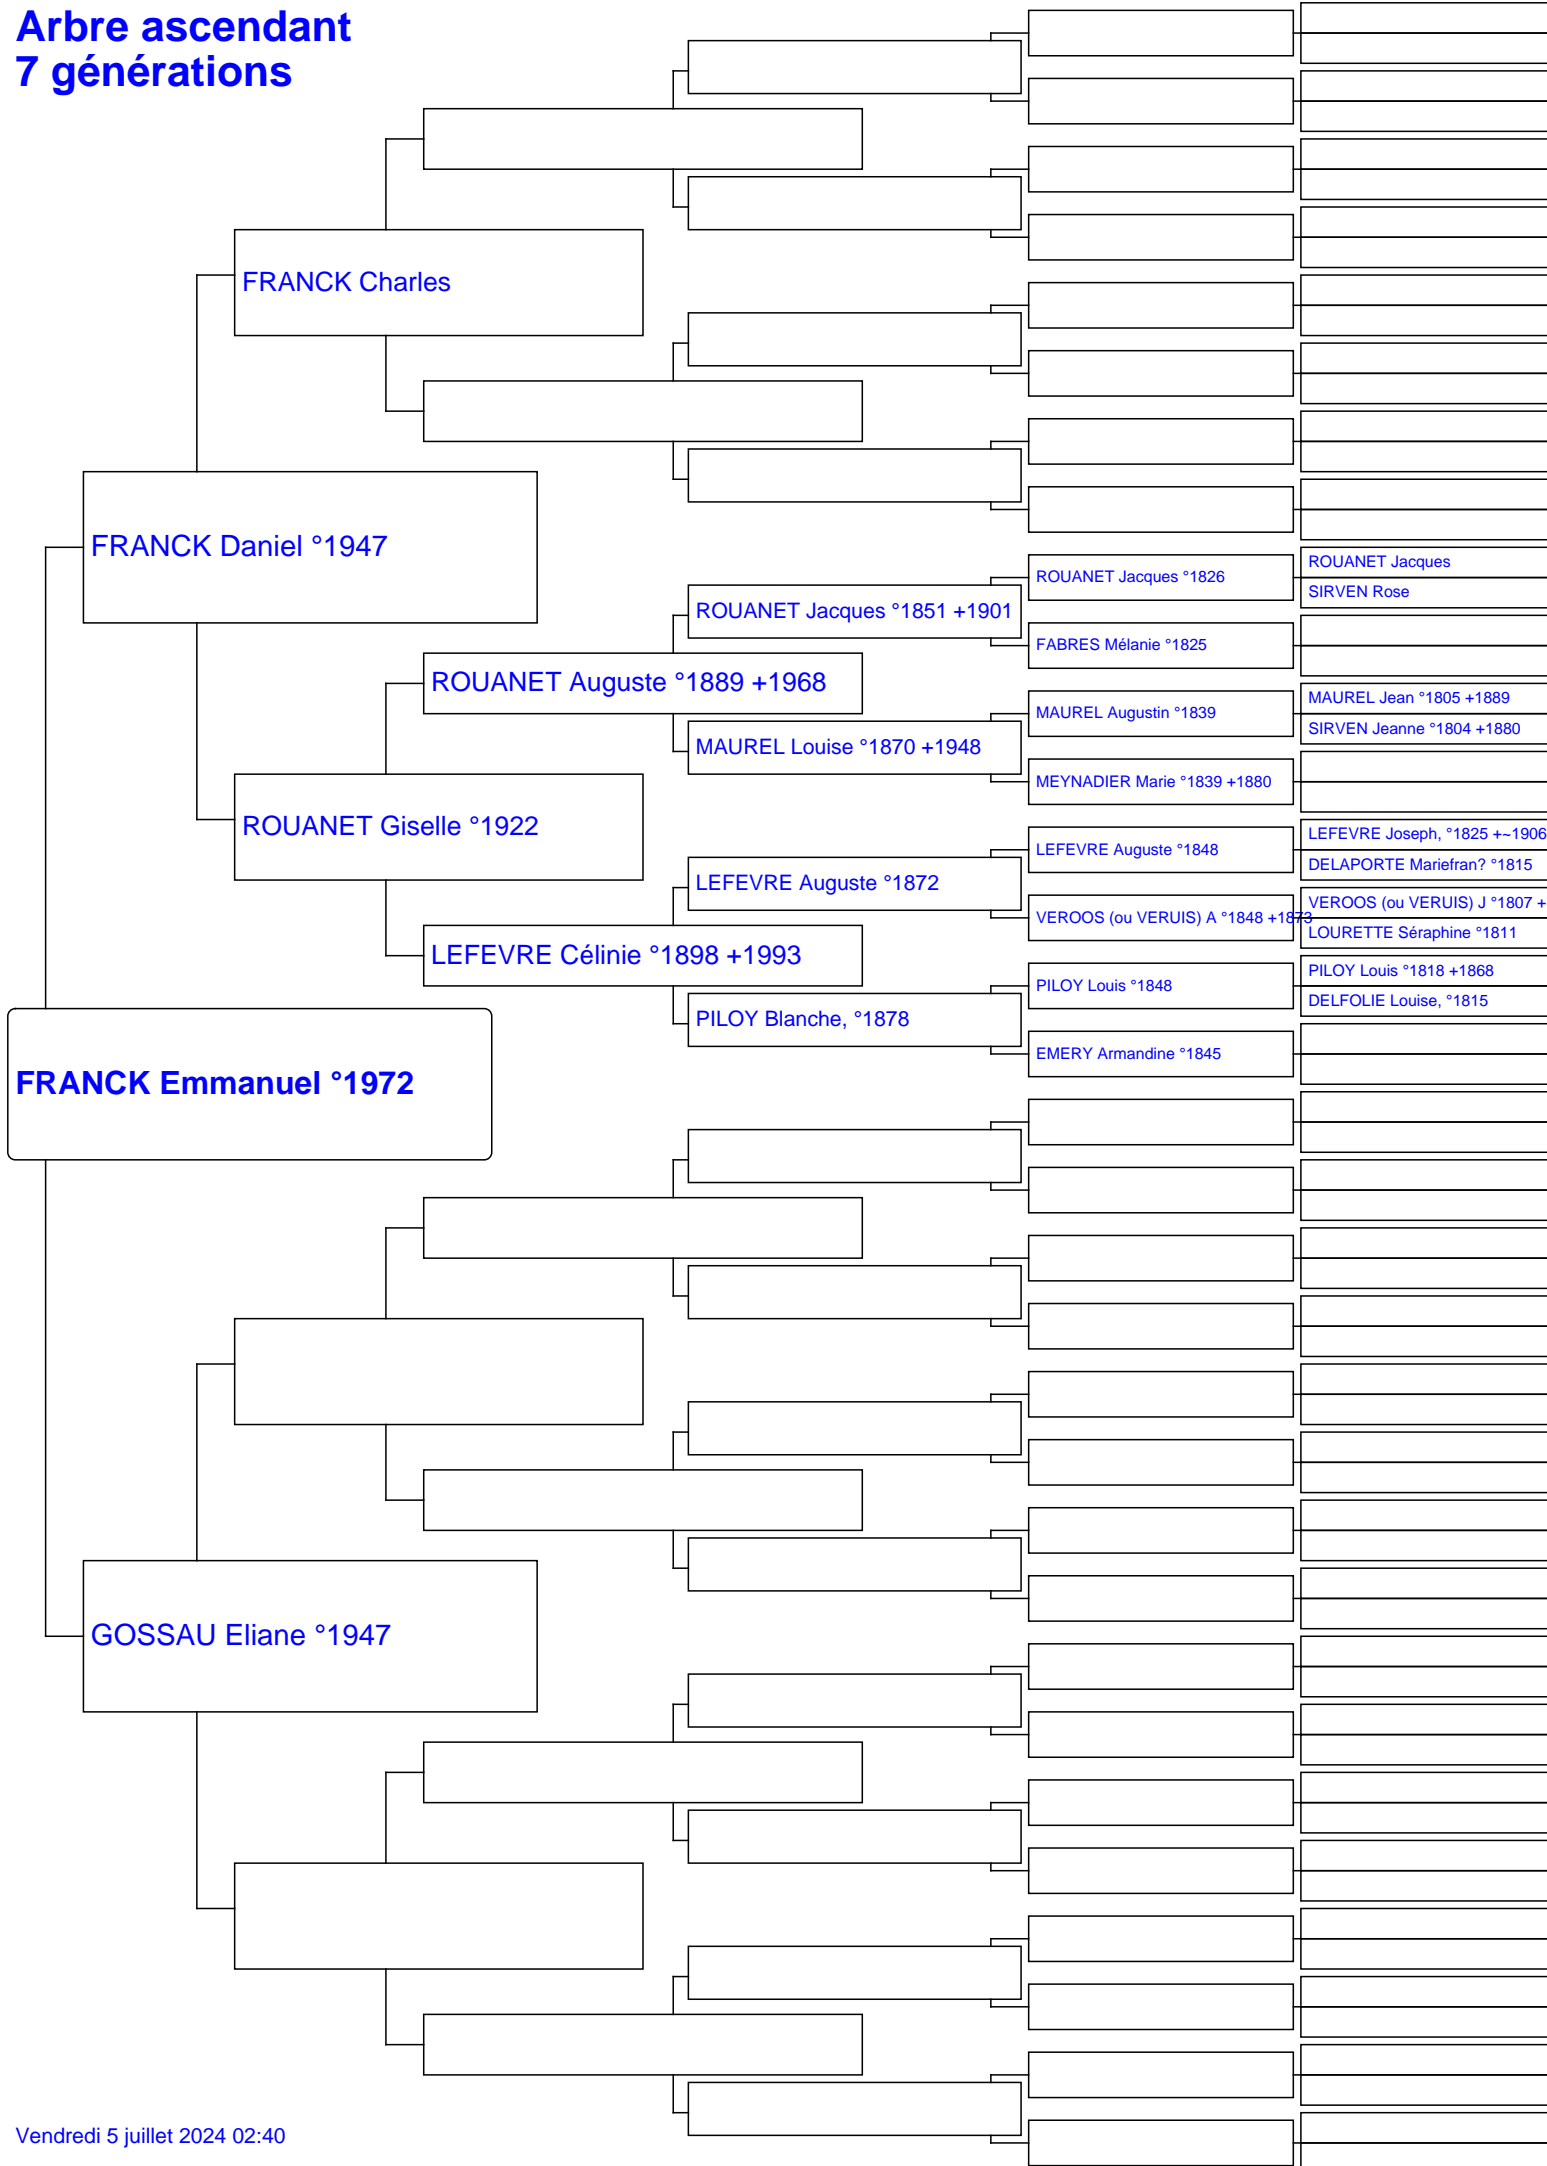 Arbre ascendant
7 générations
FRANCK Charles
FRANCK Daniel °1947
ROUANET Jacques
ROUANET Jacques °1826
SIRVEN Rose
ROUANET Jacques °1851 +1901
FABRES Mélanie °1825
ROUANET Auguste °1889 +1968
MAUREL Jean °1805 +1889
MAUREL Augustin °1839
SIRVEN Jeanne °1804 +1880
MAUREL Louise °1870 +1948
MEYNADIER Marie °1839 +1880
ROUANET Giselle °1922
LEFEVRE Joseph, °1825 +~1906
LEFEVRE Auguste °1848
DELAPORTE Mariefran? °1815
LEFEVRE Auguste °1872
VEROOS (ou VERUIS) J °1807 +
VEROOS (ou VERUIS) A °1848 +1873
LOURETTE Séraphine °1811
LEFEVRE Célinie °1898 +1993
PILOY Louis °1818 +1868
PILOY Louis °1848
DELFOLIE Louise, °1815
PILOY Blanche, °1878
EMERY Armandine °1845
FRANCK Emmanuel °1972
GOSSAU Eliane °1947
Vendredi 5 juillet 2024 02:40